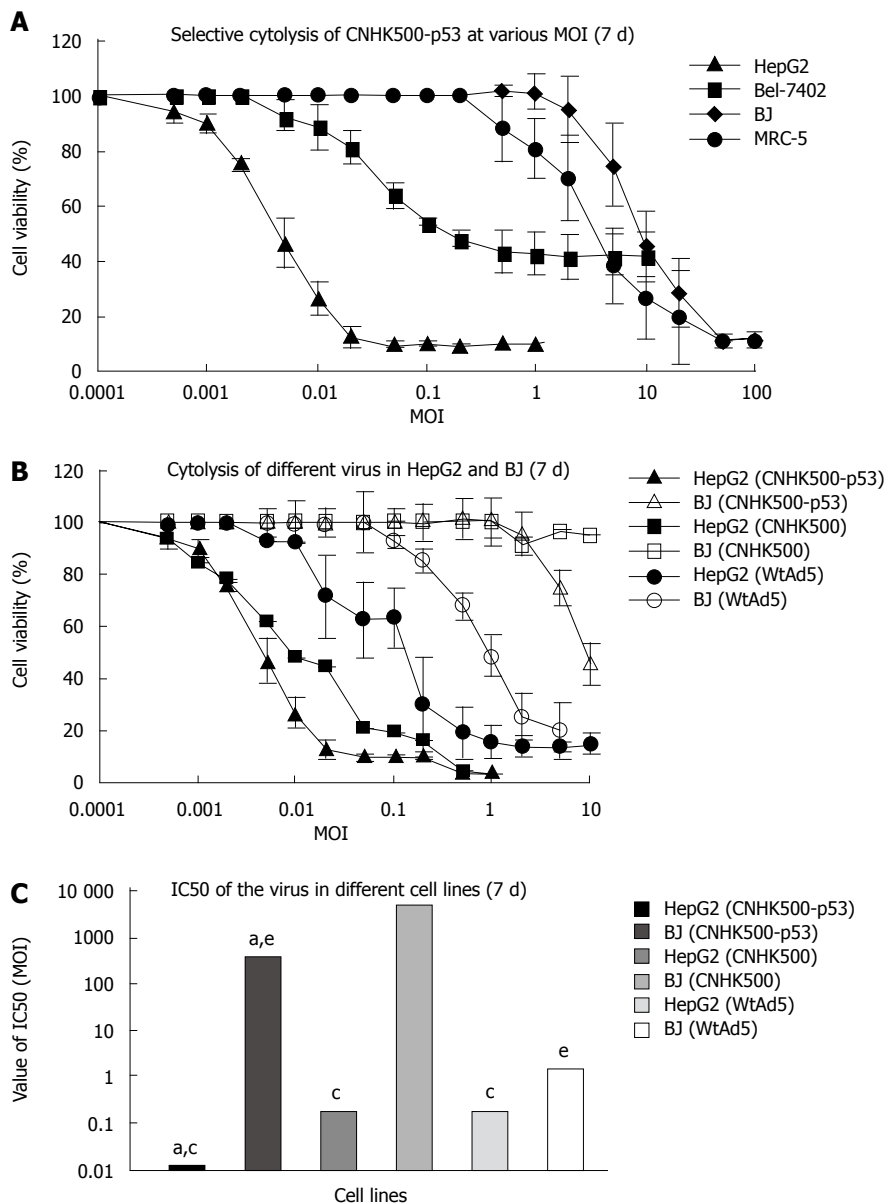 A
Selective cytolysis of CNHK500-p53 at various MOI (7 d)
HepG2
Bel-7402
BJ
MRC-5
Cell viability (%)
120
100
80
60
40
20
0
0.0001 0.001 0.01 0.1 1 10 100
MOI
B
Cytolysis of different virus in HepG2 and BJ (7 d)
HepG2 (CNHK500-p53)
BJ (CNHK500-p53)
HepG2 (CNHK500)
BJ (CNHK500)
HepG2 (WtAd5)
BJ (WtAd5)
Cell viability (%)
120
100
80
60
40
20
0
0.0001 0.001 0.01 0.1 1 10
MOI
C
IC50 of the virus in different cell lines (7 d)
HepG2 (CNHK500-p53)
BJ (CNHK500-p53)
HepG2 (CNHK500)
BJ (CNHK500)
HepG2 (WtAd5)
BJ (WtAd5)
Value of IC50 (MOI)
10 000
1000
100
10
1
0.1
0.01
a,c
a,e
c
c
e
Cell lines